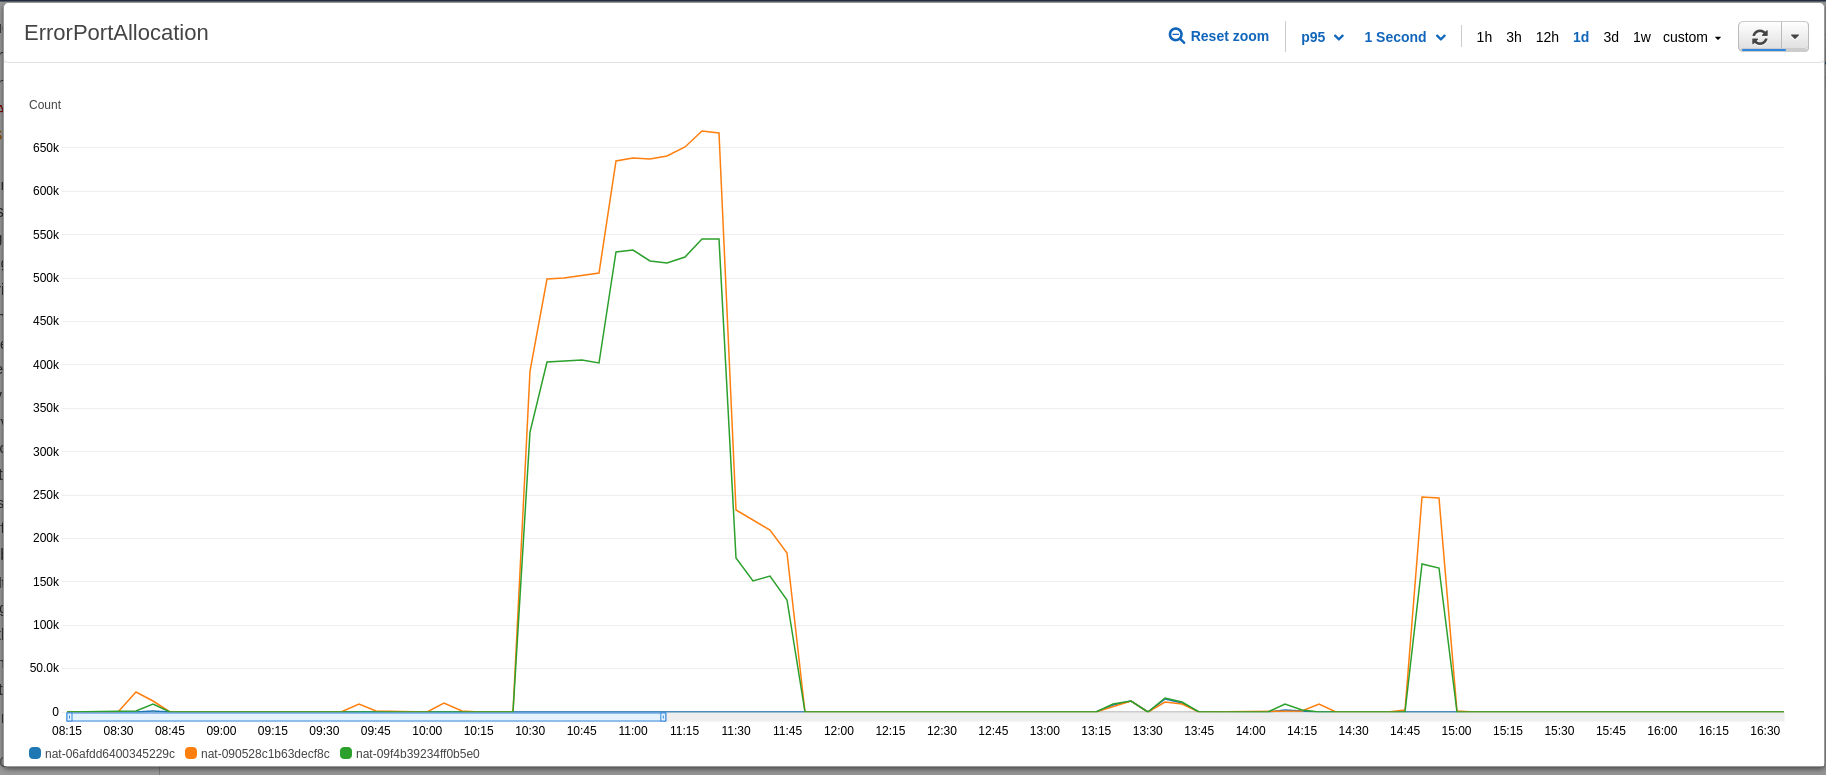 ErrorPortAllocation
Reset zoom p95 1 Second 1h 3h 12h 1d 3d 1w custom
Count
650k
600k
550k
500k
450k
400k
350k
300k
250k
200k
150k
100k
50.0k
0
08:15 08:30 08:45 09:00 09:15 09:30 09:45 10:00 10:15 10:30 10:45 11:00 11:15 11:30 11:45 12:00 12:15 12:30 12:45 13:00 13:15 13:30 13:45 14:00 14:15 14:30 14:45 15:00 15:15 15:30 15:45 16:00 16:15 16:30
nat-06afdd6400345229c nat-090528c1b63decf8c nat-09f4b39234ff0b5e0